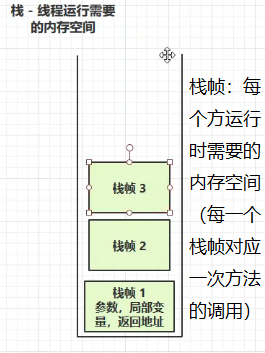 栈 - 线程运行需要
的内存空间
栈帧：每
个方运行
时需要的
内存空间
（每一个
栈帧对应
一次方法
的调用）
栈帧 3
栈帧 2
栈帧 1
参数，局部变
量，返回地址